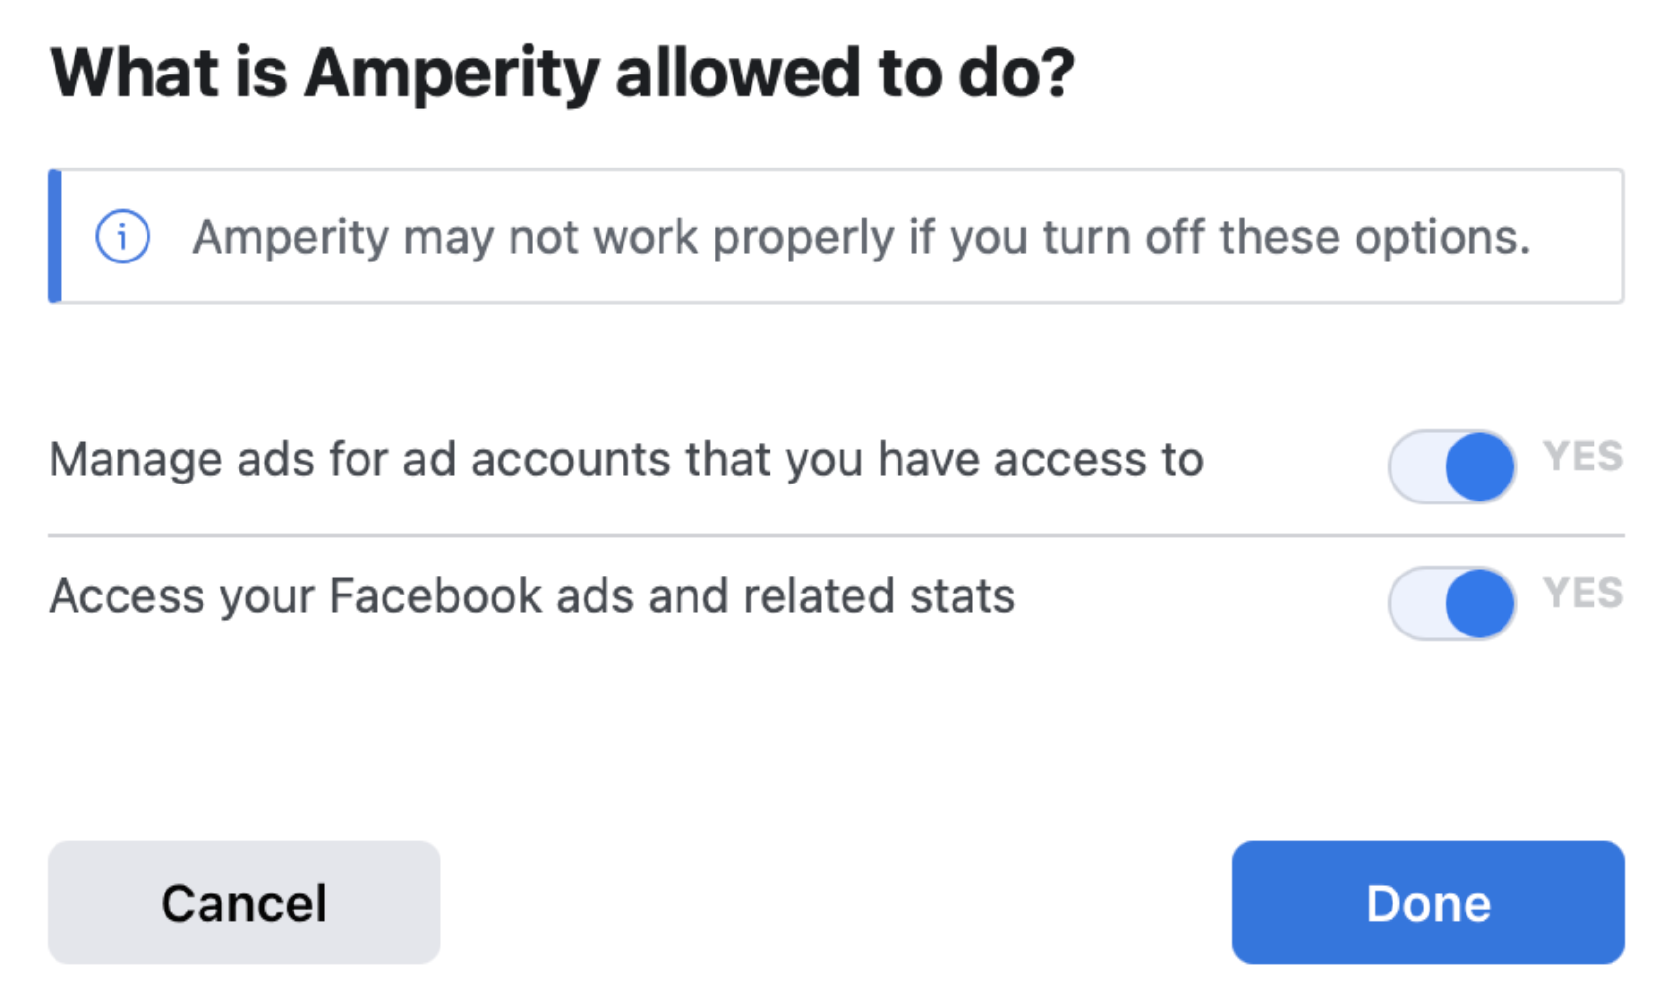 What is Amperity allowed to do?
Amperity may not work properly if you turn off these options.
Manage ads for ad accounts that you have access to
YES
Access your Facebook ads and related stats
YES
Cancel
Done